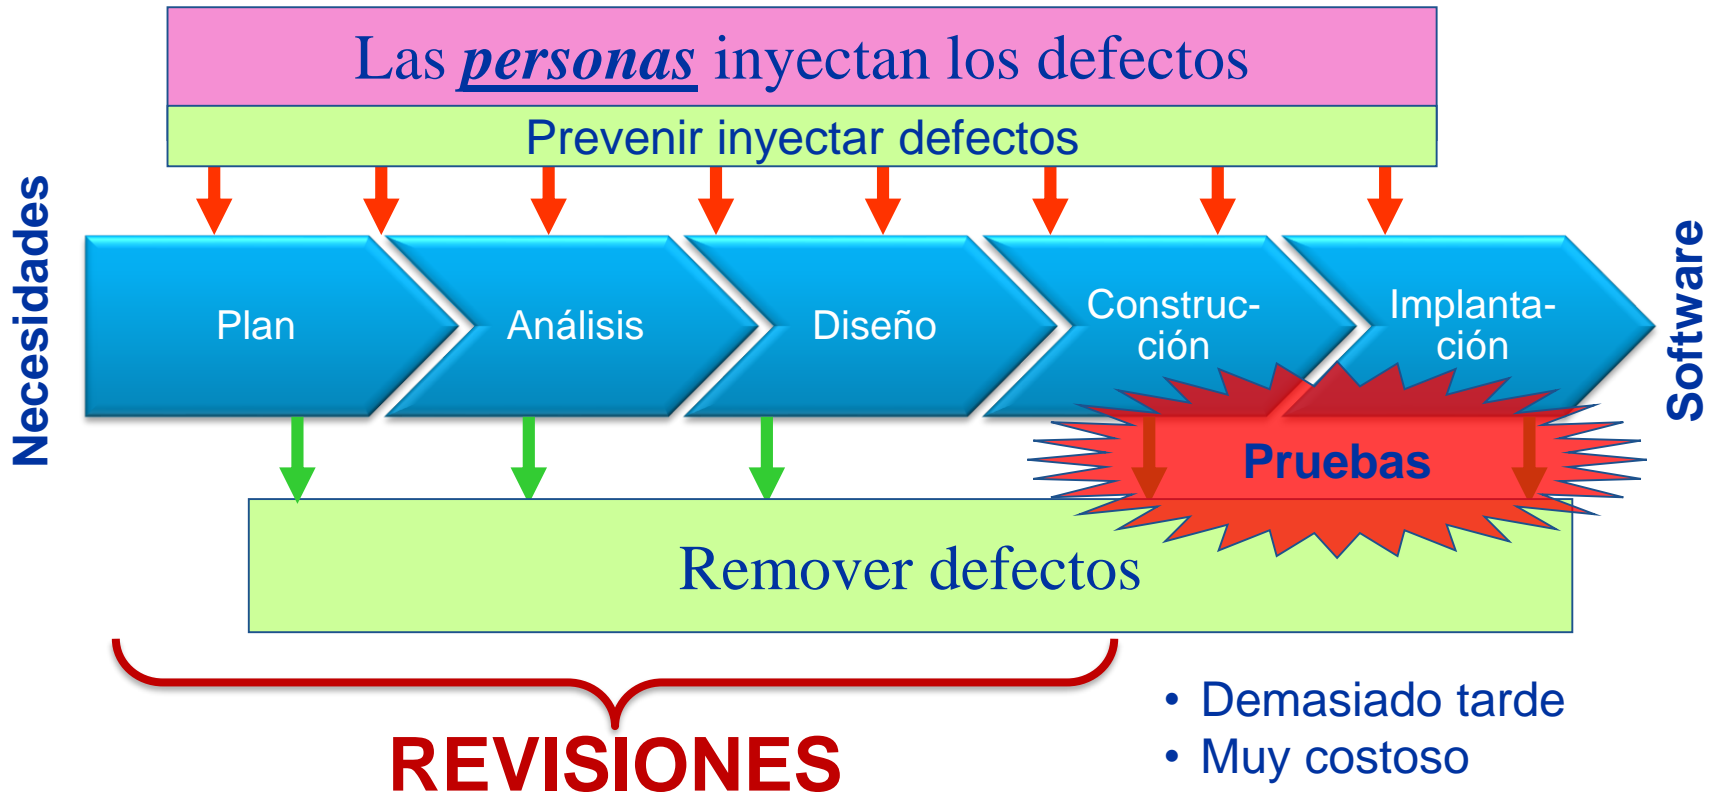 Las personas inyectan los defectos
Prevenir inyectar defectos
Necesidades
Plan
Análisis
Diseño
Construc-
ción
Implanta-
ción
Software
Pruebas
Remover defectos
REVISIONES
• Demasiado tarde
• Muy costoso